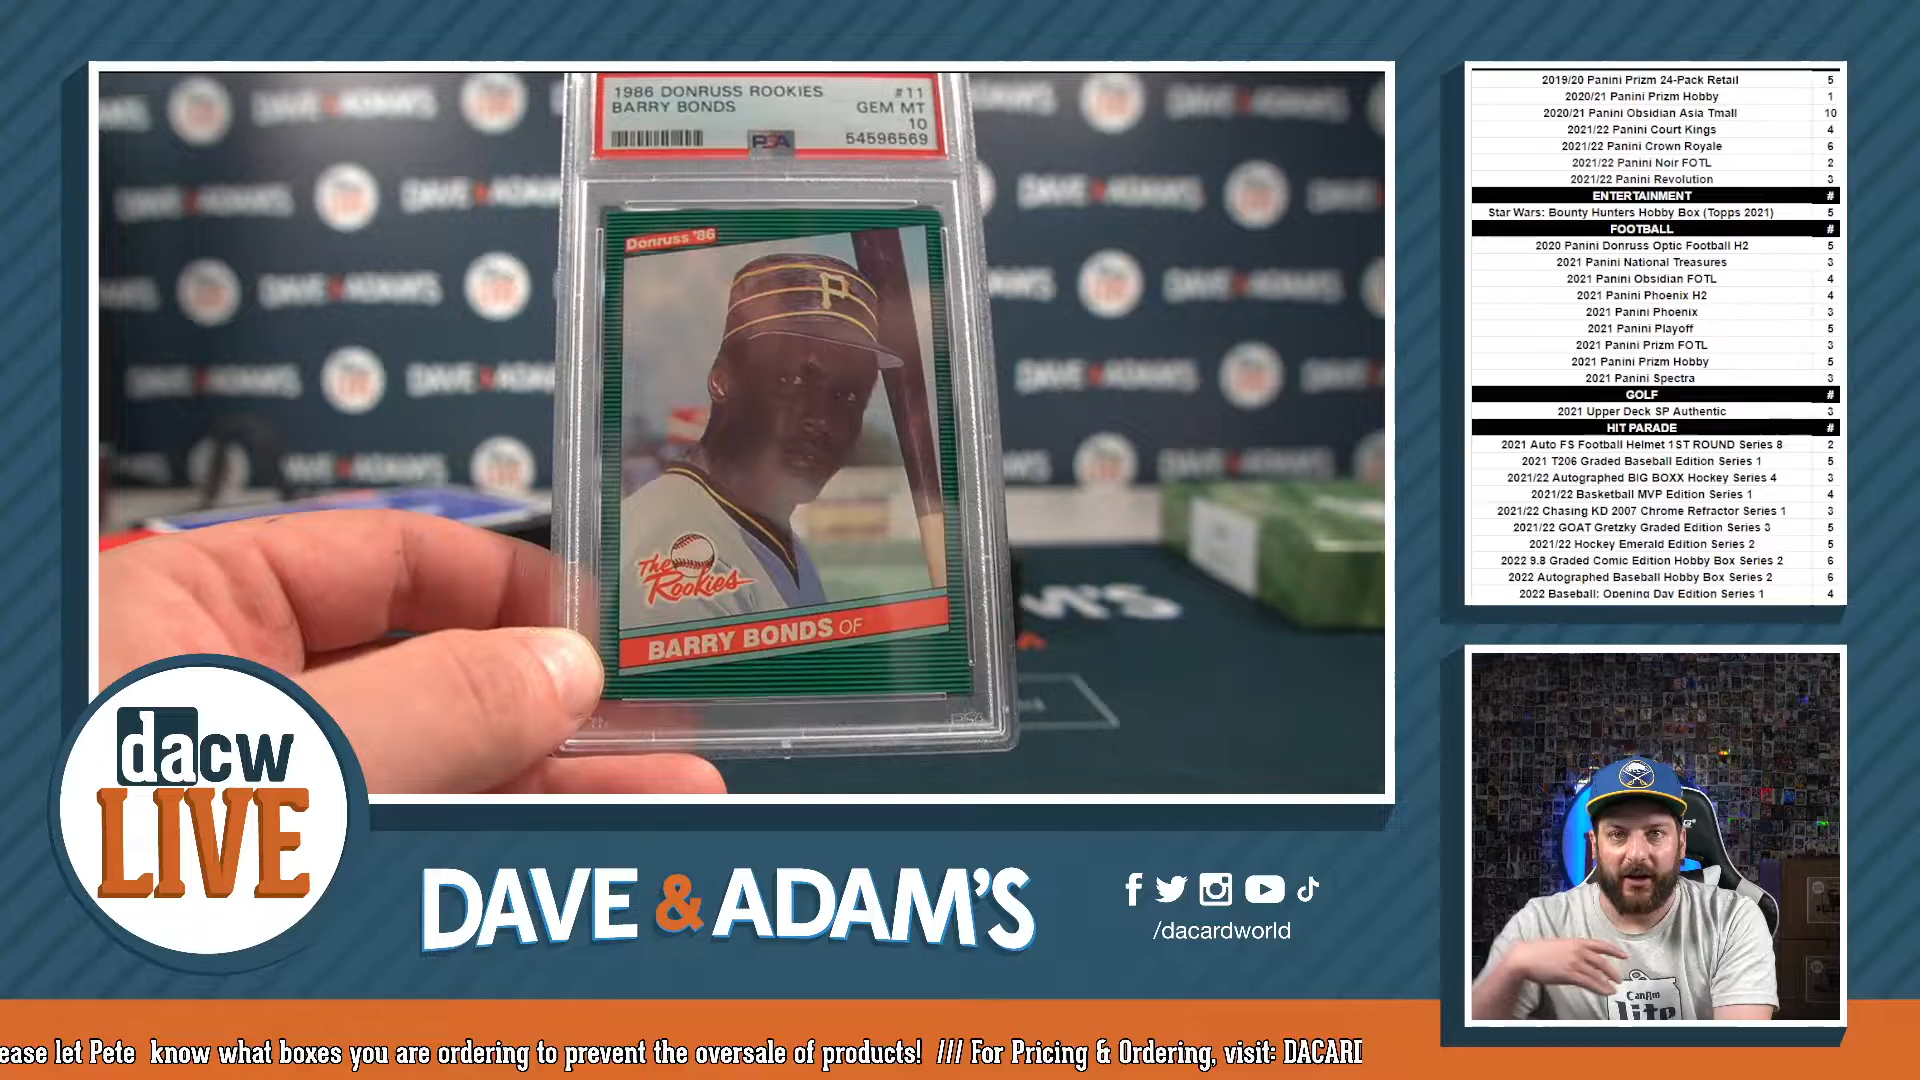 1986 DONRUSS ROOKIES #11
BARRY BONDS GEM MT
10
PSA 54596569
Donruss '86
P
The
Rookies
BARRY BONDS OF
DAVE & ADAM'S
dacw
LIVE
DAVE & ADAM'S
/dacardworld
2019/20 Panini Prizm 24-Pack Retail 5
2020/21 Panini Prizm Hobby 1
2020/21 Panini Obsidian Asia Tmall 10
2021/22 Panini Court Kings 4
2021/22 Panini Crown Royale 6
2021/22 Panini Noir FOTL 2
2021/22 Panini Revolution 3
ENTERTAINMENT #
Star Wars: Bounty Hunters Hobby Box (Topps 2021) 5
FOOTBALL #
2020 Panini Donruss Optic Football H2 5
2021 Panini National Treasures 3
2021 Panini Obsidian FOTL 4
2021 Panini Phoenix H2 4
2021 Panini Phoenix 3
2021 Panini Playoff 5
2021 Panini Prizm FOTL 3
2021 Panini Prizm Hobby 5
2021 Panini Spectra 3
GOLF #
2021 Upper Deck SP Authentic 3
HIT PARADE #
2021 Auto FS Football Helmet 1ST ROUND Series 8 2
2021 T206 Graded Baseball Edition Series 1 5
2021/22 Autographed BIG BOXX Hockey Series 4 3
2021/22 Basketball MVP Edition Series 1 4
2021/22 Chasing KD 2007 Chrome Refractor Series 1 3
2021/22 GOAT Gretzky Graded Edition Series 3 5
2021/22 Hockey Emerald Edition Series 2 5
2022 9.8 Graded Comic Edition Hobby Box Series 2 6
2022 Autographed Baseball Hobby Box Series 2 6
2022 Baseball: Opening Day Edition Series 1 4
CanAm
lite
ease let Pete know what boxes you are ordering to prevent the oversale of products! /// For Pricing & Ordering, visit: DACARD